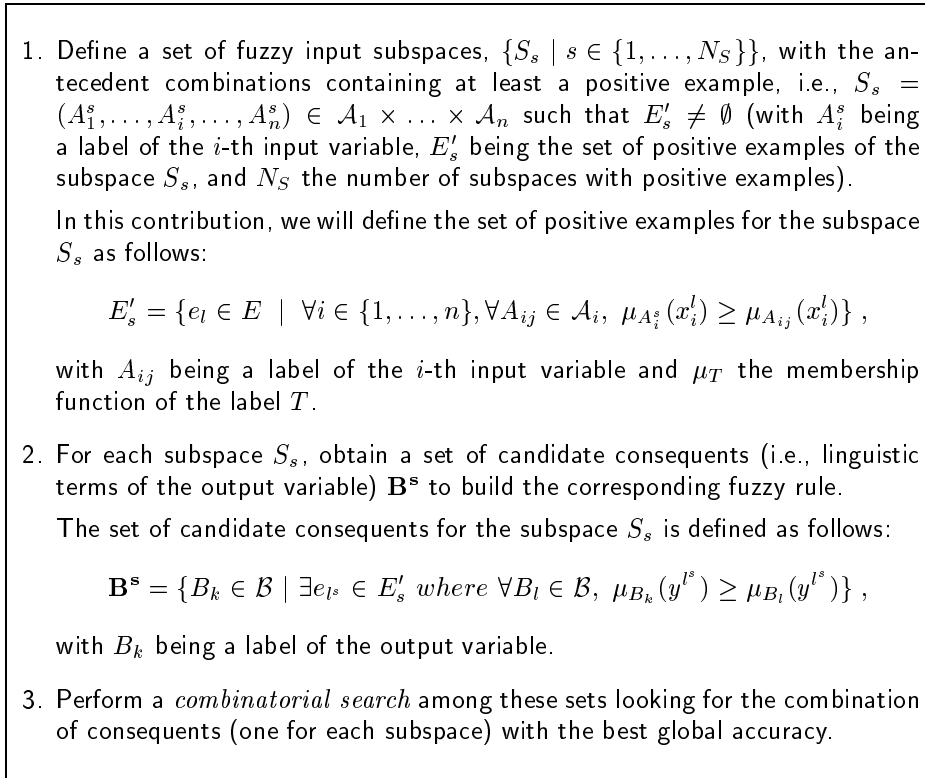 1. Define a set of fuzzy input subspaces, {S_s | s ∈ {1, . . . , N_S}}, with the an-
tecedent combinations containing at least a positive example, i.e., S_s =
(A_1^s, . . . , A_i^s, . . . , A_n^s) ∈ 𝒜_1 × . . . × 𝒜_n such that E'_s ≠ ∅ (with A_i^s being
a label of the i-th input variable, E'_s being the set of positive examples of the
subspace S_s, and N_S the number of subspaces with positive examples).
In this contribution, we will define the set of positive examples for the subspace
S_s as follows:
E'_s = {e_l ∈ E | ∀i ∈ {1, . . . , n}, ∀A_{ij} ∈ 𝒜_i, μ_{A_i^s}(x_i^l) ≥ μ_{A_{ij}}(x_i^l)} ,
with A_{ij} being a label of the i-th input variable and μ_T the membership
function of the label T.
2. For each subspace S_s, obtain a set of candidate consequents (i.e., linguistic
terms of the output variable) B^s to build the corresponding fuzzy rule.
The set of candidate consequents for the subspace S_s is defined as follows:
B^s = {B_k ∈ ℬ | ∃e_{l^s} ∈ E'_s where ∀B_l ∈ ℬ, μ_{B_k}(y^{l^s}) ≥ μ_{B_l}(y^{l^s})} ,
with B_k being a label of the output variable.
3. Perform a combinatorial search among these sets looking for the combination
of consequents (one for each subspace) with the best global accuracy.